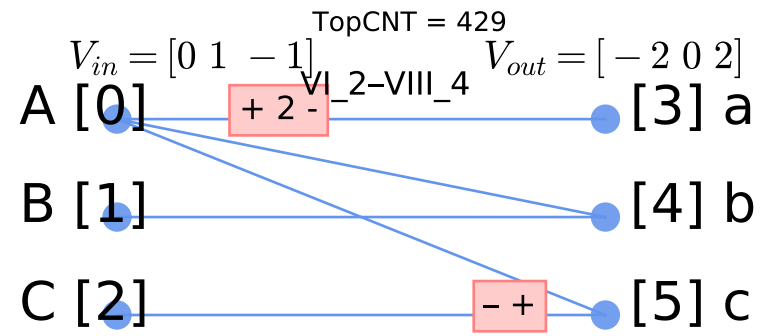 TopCNT = 429
V_in = [0 1 − 1] V_out = [− 2 0 2]
VI_2–VIII_4
A [0] + 2 - [3] a
B [1] [4] b
C [2] – + [5] c